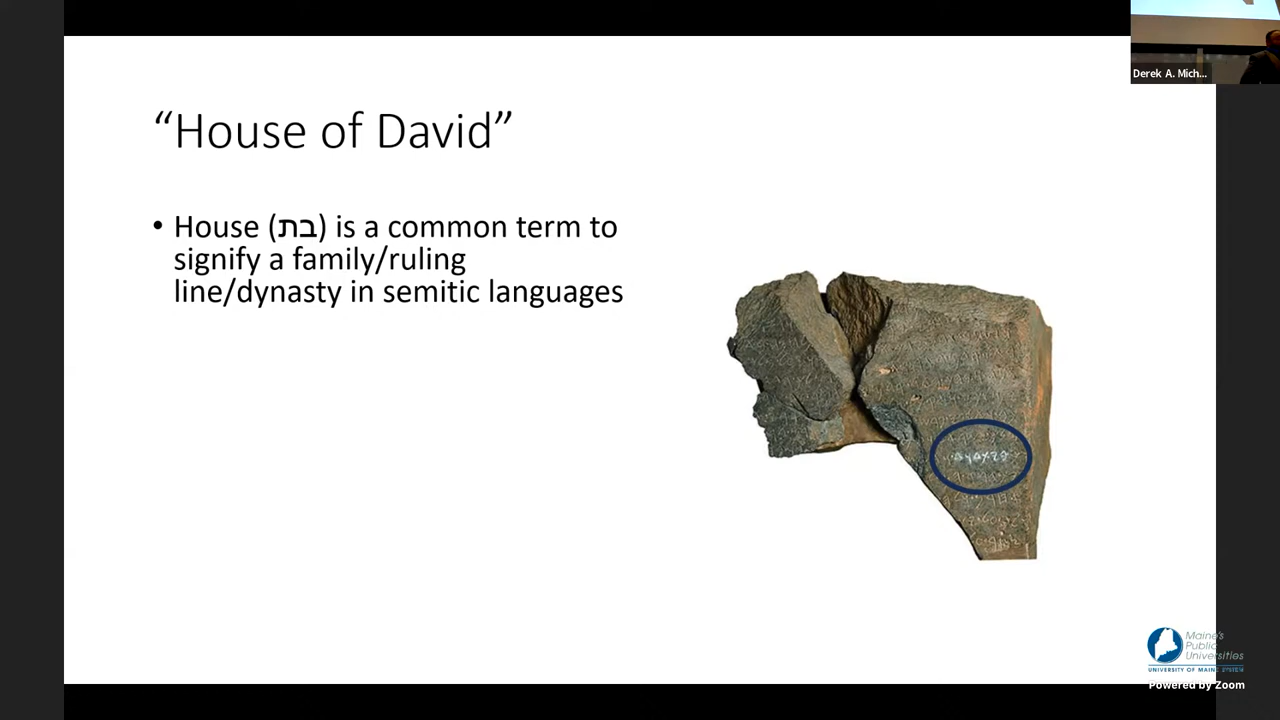 Derek A. Mich...
“House of David”
• House (בת) is a common term to
signify a family/ruling
line/dynasty in semitic languages
Maine's
Public
Universities
UNIVERSITY OF MAINE SYSTEM
Powered by Zoom